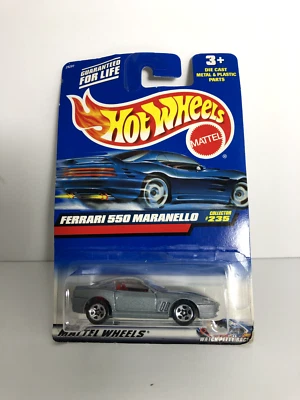 GUARANTEED
FOR LIFE
3+
DIE CAST
METAL & PLASTIC
PARTS
Hot Wheels
MATTEL
FERRARI 550 MARANELLO
COLLECTOR
#235
MATTEL WHEELS